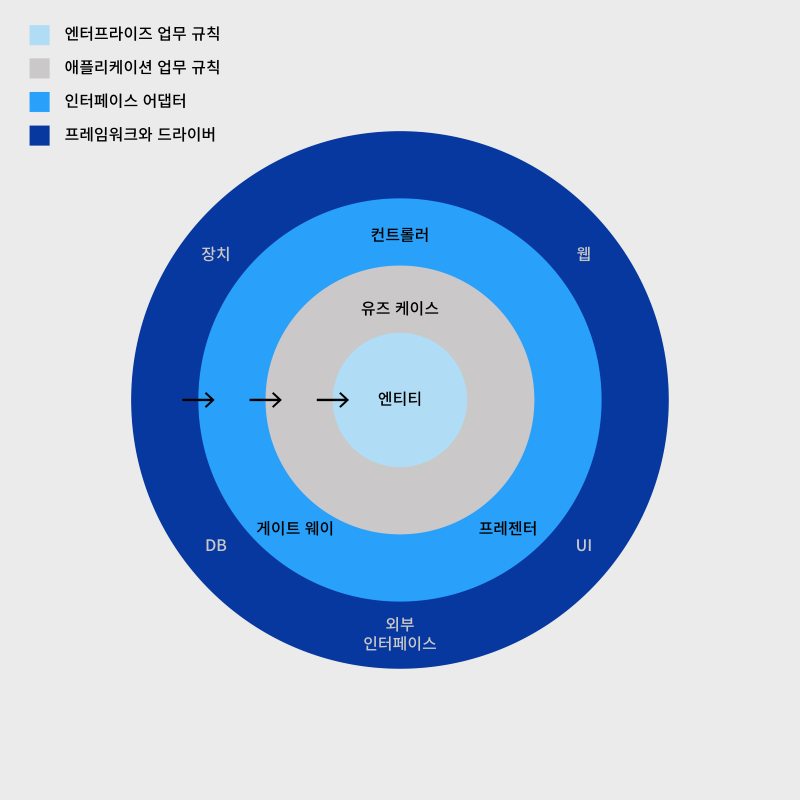 엔터프라이즈 업무 규칙
애플리케이션 업무 규칙
인터페이스 어댑터
프레임워크와 드라이버
컨트롤러
장치
웹
유즈 케이스
엔티티
게이트 웨이
프레젠터
DB
UI
외부
인터페이스